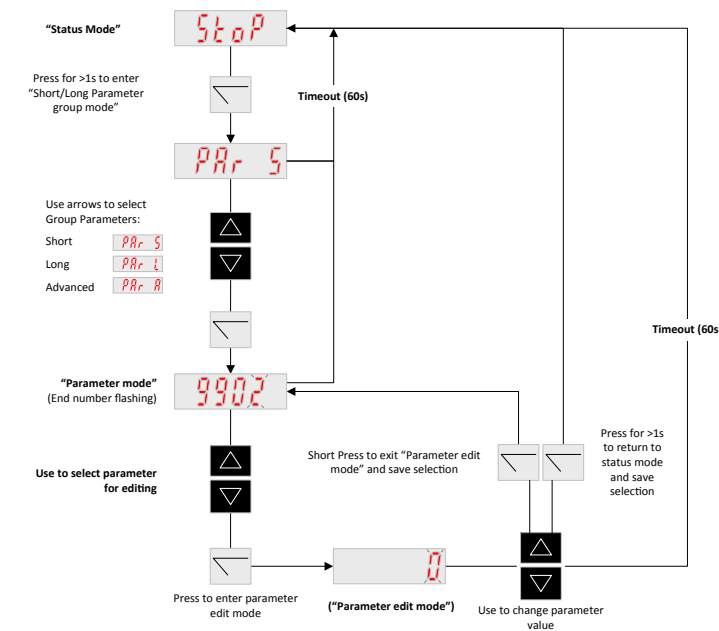 “Status Mode”
StoP
Press for >1s to enter
“Short/Long Parameter
group mode”
Timeout (60s)
PAr S
Use arrows to select
Group Parameters:
Short PAr S
Long PAr L
Advanced PAr A
Timeout (60s
“Parameter mode”
(End number flashing)
9902
Use to select parameter
for editing
Short Press to exit “Parameter edit
mode” and save selection
Press for >1s
to return to
status mode
and save
selection
0
Press to enter parameter
edit mode
(“Parameter edit mode”)
Use to change parameter
value